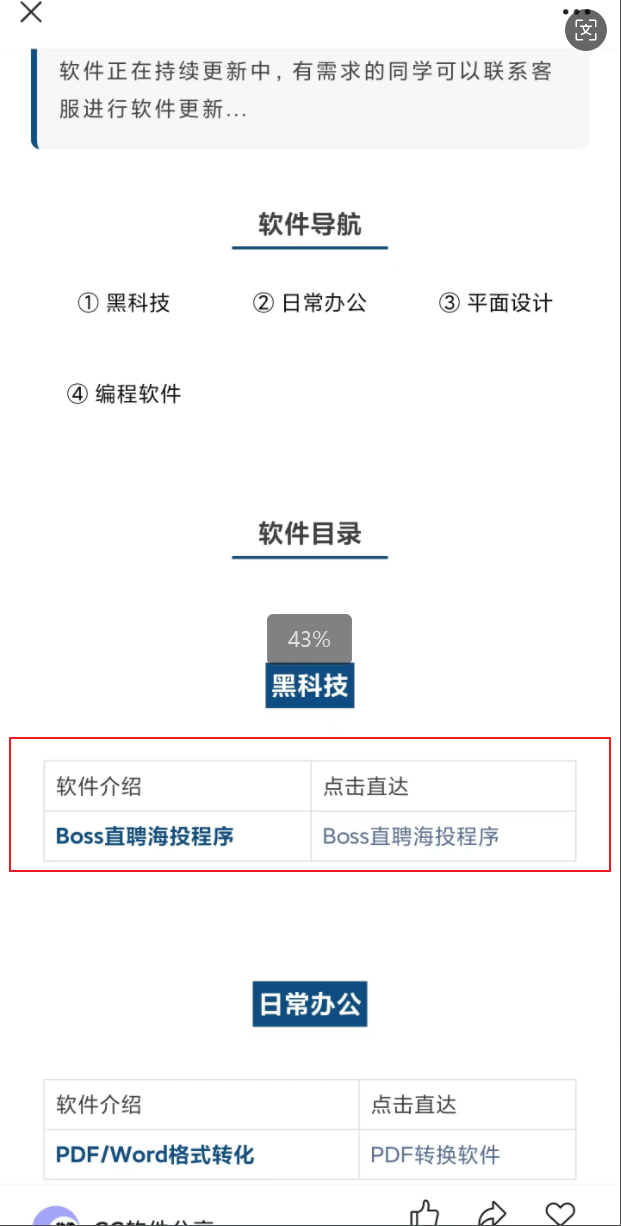 软件正在持续更新中,有需求的同学可以联系客
服进行软件更新...
软件导航
① 黑科技 ② 日常办公 ③ 平面设计
④ 编程软件
软件目录
43%
黑科技
软件介绍 点击直达
Boss直聘海投程序 Boss直聘海投程序
日常办公
软件介绍 点击直达
PDF/Word格式转化 PDF转换软件